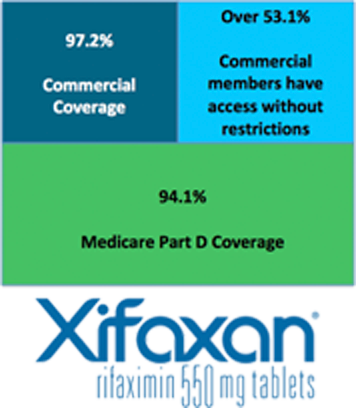 97.2%
Commercial
Coverage
Over 53.1%
Commercial
members have
access without
restrictions
94.1%
Medicare Part D Coverage
Xifaxan®
rifaximin 550 mg tablets